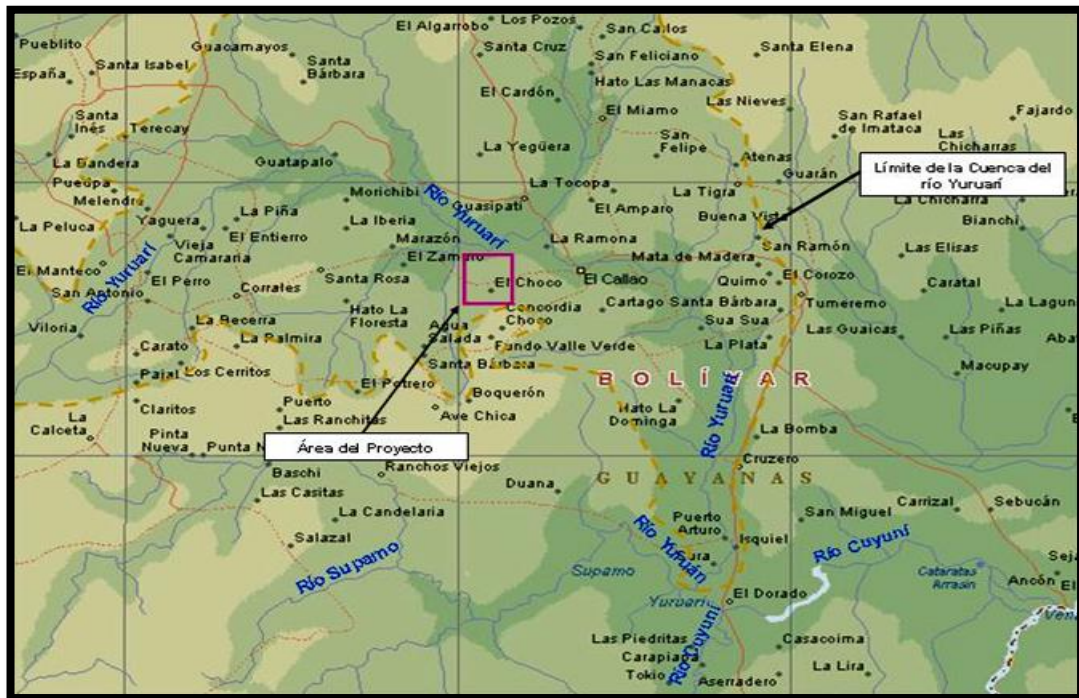 El Algarrobo
Los Pozos
San Carlos
Pueblito
Guacamayos
Santa Cruz
San Feliciano
Santa Elena
Santa Isabel
Santa
Bárbara
España
Hato Las Manacas
El Cardón
Las Nieves
El Miamo
San Rafael
de Imataca
Fajardo
Santa
Inés
Terecay
San
Felipe
Las
Chicharras
La Yegüera
La Bandera
Guatapalo
Atenas
Límite de la Cuenca del
río Yuruarí
Guarán
Pueupa
Melendro
Morichibi
La Tocopa
La Tigra
Río Yuruarí
Guasipati
La Chicharra
La Piña
La Iberia
El Amparo
Buena Vista
Bianchi
Yaguera
La Peluca
El Entierro
Vieja
Camararia
Marazón
La Ramona
San Ramón
Las Elisas
El Manteco
El Zamuro
Mata de Madera
Río Yuruarí
El Perro
Santa Rosa
El Choco
El Callao
Quimo
El Corozo
Caratal
San Antonio
Corrales
Hato La
Floresta
Concordia
Choco
Cartago
Santa Bárbara
Tumeremo
La Lagun
Viloria
La Becerra
Agua
Salada
Sua Sua
Las Guaicas
Las Piñas
La Palmira
Fundo Valle Verde
La Plata
Aba
Carato
Santa Bárbara
Macupay
Pajal
Los Cerritos
El Potrero
Boquerón
BOLÍVAR
Claritos
Puerto
Ave Chica
Hato La
Dominga
Río Yuruarí
La
Calceta
Las Ranchitas
La Bomba
Pinta
Nueva
Punta N
Área del Proyecto
Baschi
Ranchos Viejos
Cruzero
Duana
GUAYANAS
Las Casitas
Carrizal
Sebucán
La Candelaria
San Miguel
Puerto
Arturo
Salazal
Isquiel
Río Cuyuní
Río Yuruán
ura
Río Supamo
Supamo
Cataratas
Arrasin
Sej
Ancón
El
Yuruarí
El Dorado
Ven
Las Piedritas
Casacoima
Río Cuyuní
Carapiapa
Tokio
La Lira
Aserradero